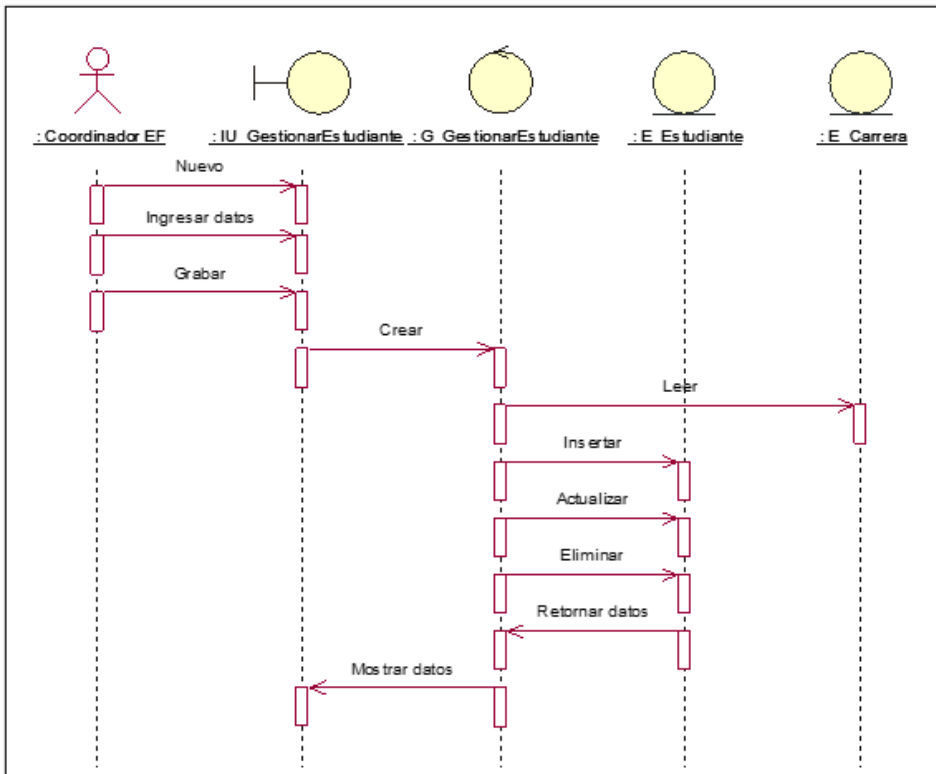 : Coordinador EF
: IU_GestionarEstudiante
: G_GestionarEstudiante
: E_Estudiante
: E_Carrera
Nuevo
Ingresar datos
Grabar
Crear
Leer
Insertar
Actualizar
Eliminar
Retornar datos
Mostrar datos